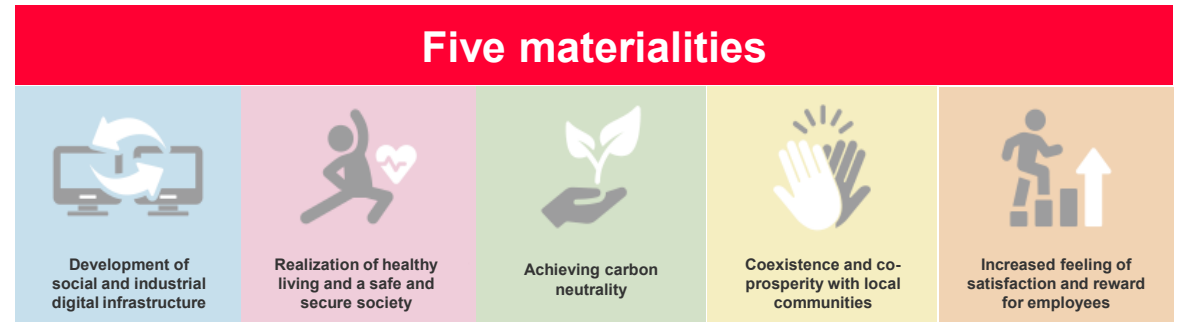 Five materialities
Development of
social and industrial
digital infrastructure
Realization of healthy
living and a safe and
secure society
Achieving carbon
neutrality
Coexistence and co-
prosperity with local
communities
Increased feeling of
satisfaction and reward
for employees